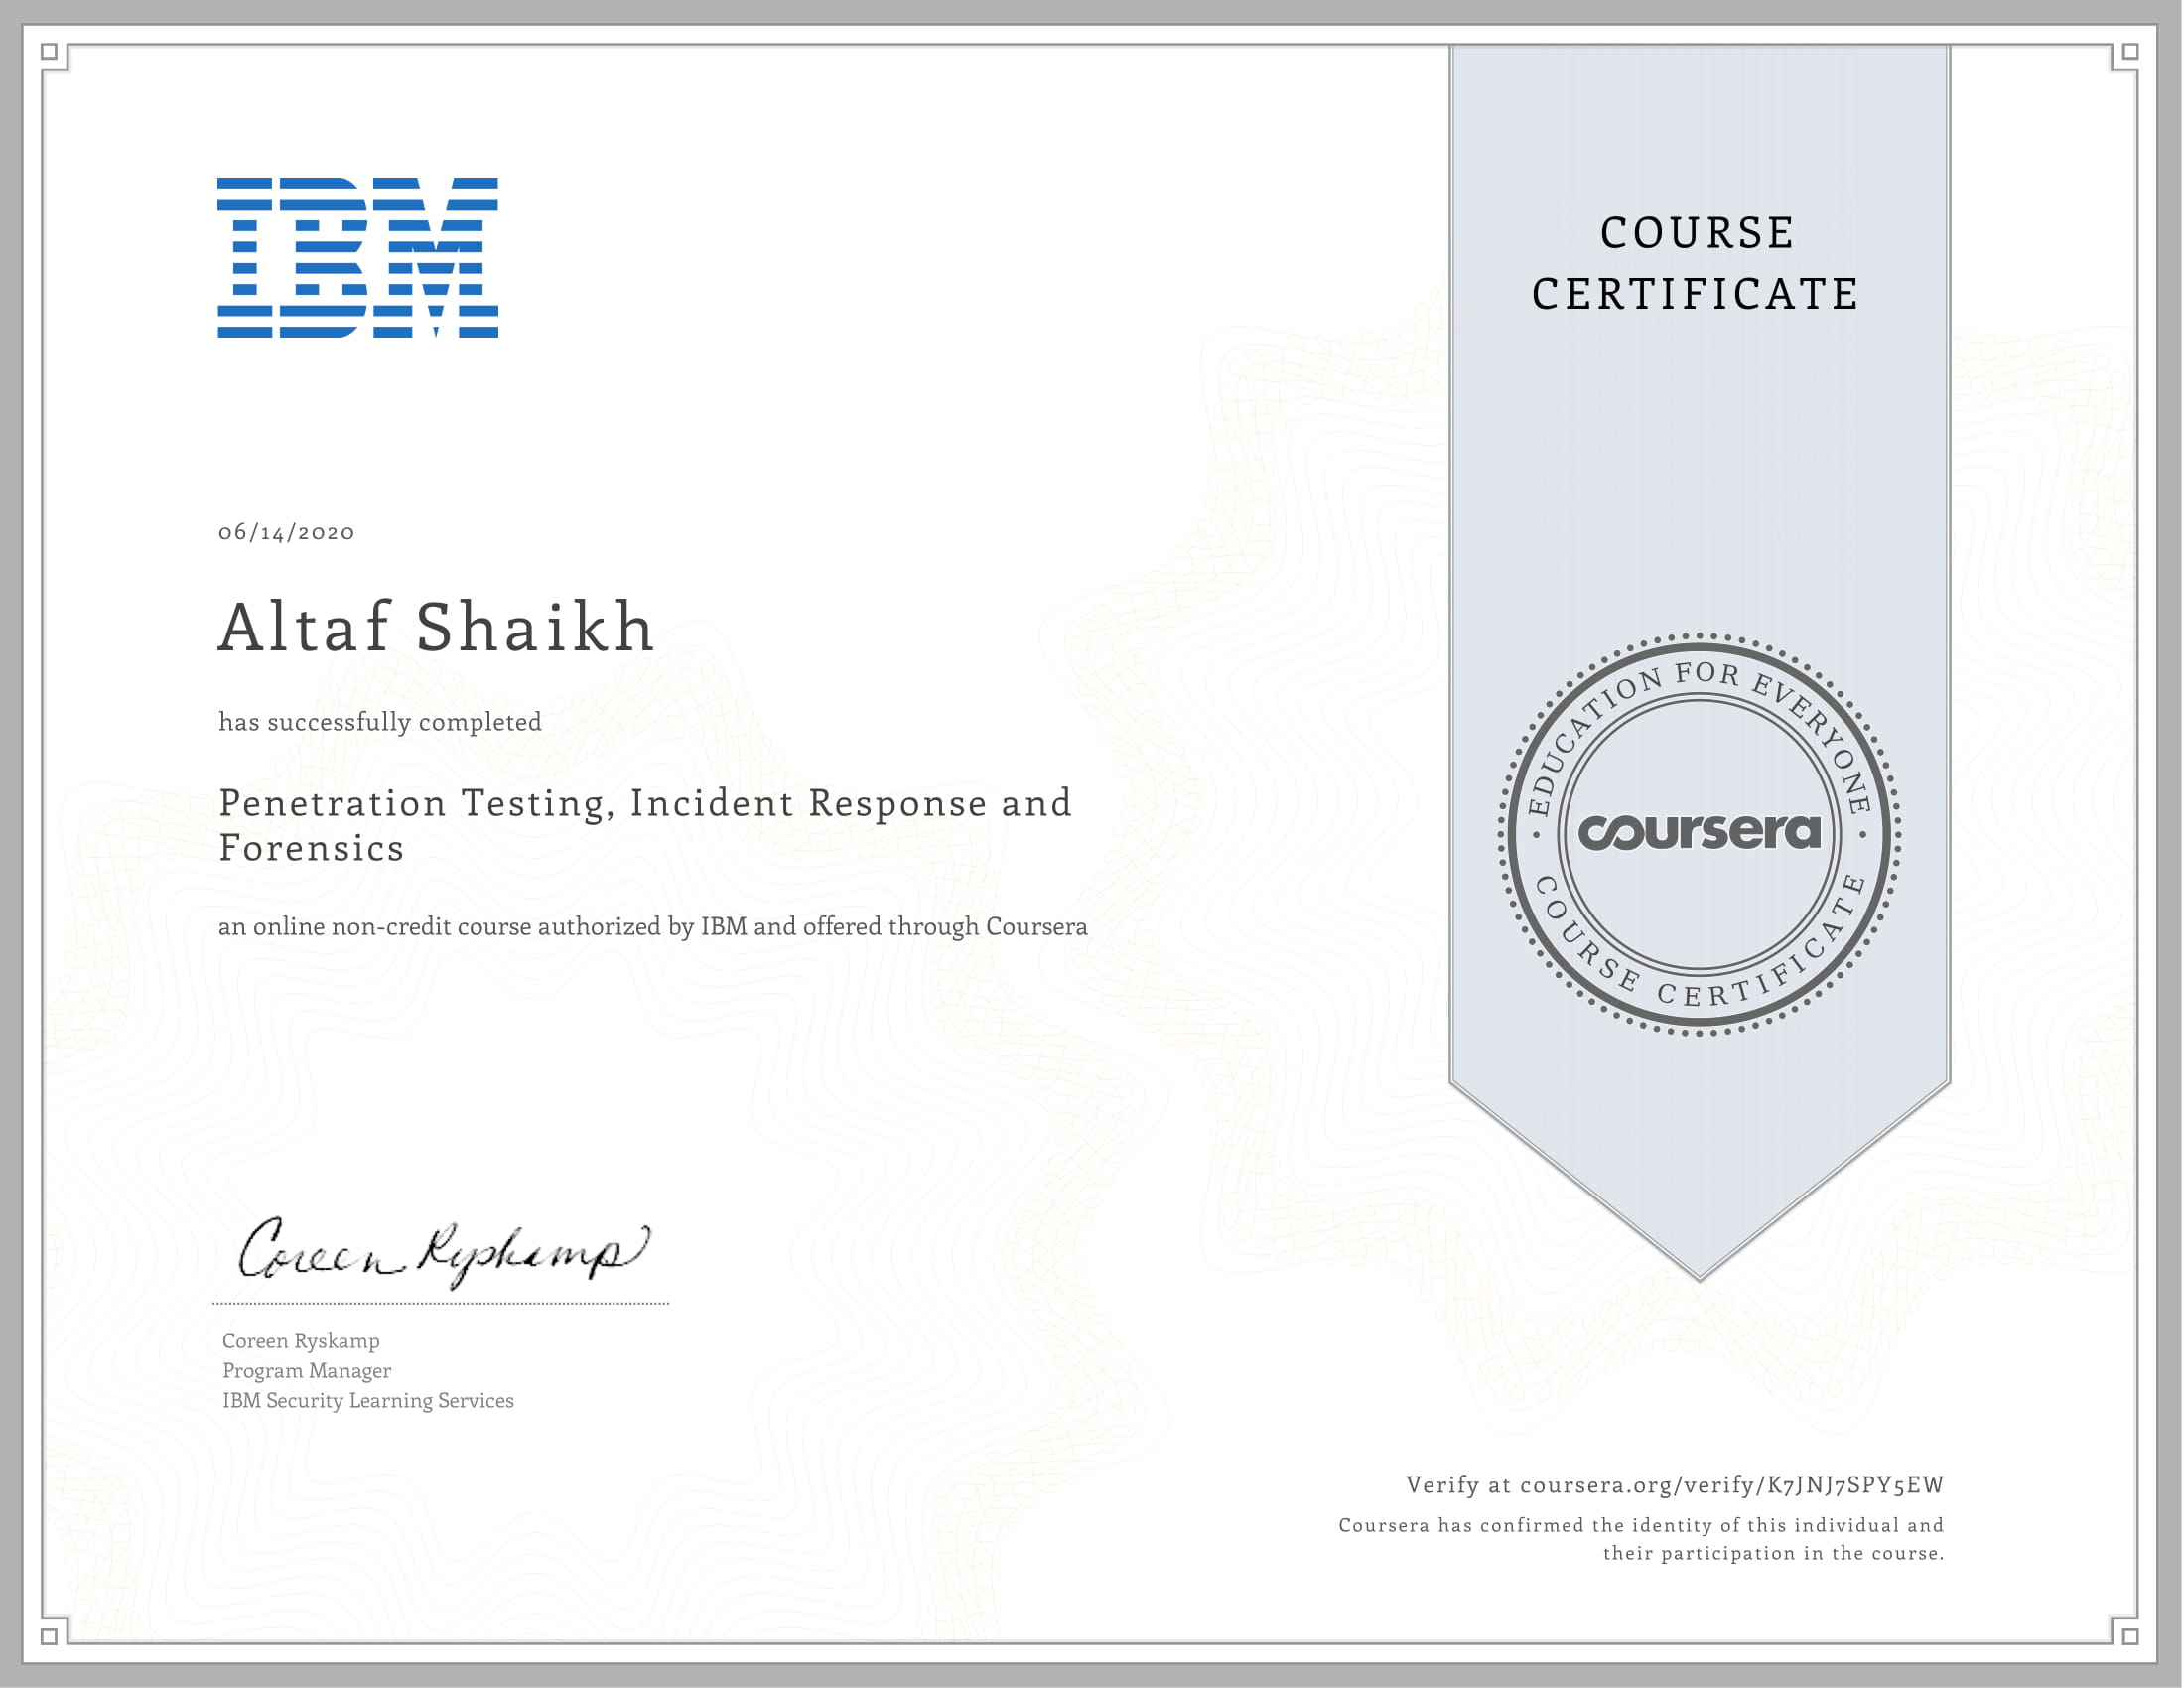 IBM
COURSE
CERTIFICATE
06/14/2020
Altaf Shaikh
has successfully completed
Penetration Testing, Incident Response and
Forensics
an online non-credit course authorized by IBM and offered through Coursera
EDUCATION FOR EVERYONE
coursera
COURSE CERTIFICATE
Coreen Ryskamp
Coreen Ryskamp
Program Manager
IBM Security Learning Services
Verify at coursera.org/verify/K7JNJ7SPY5EW
Coursera has confirmed the identity of this individual and
their participation in the course.